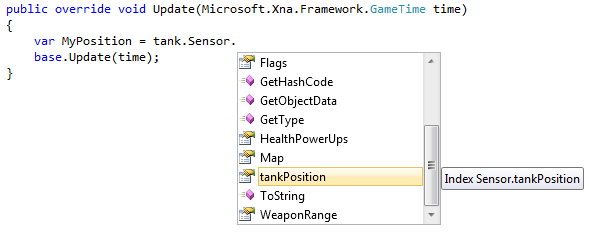 public override void Update(Microsoft.Xna.Framework.GameTime time)
{
var MyPosition = tank.Sensor.
base.Update(time);
}
Flags
GetHashCode
GetObjectData
GetType
HealthPowerUps
Map
tankPosition
Index Sensor.tankPosition
ToString
WeaponRange